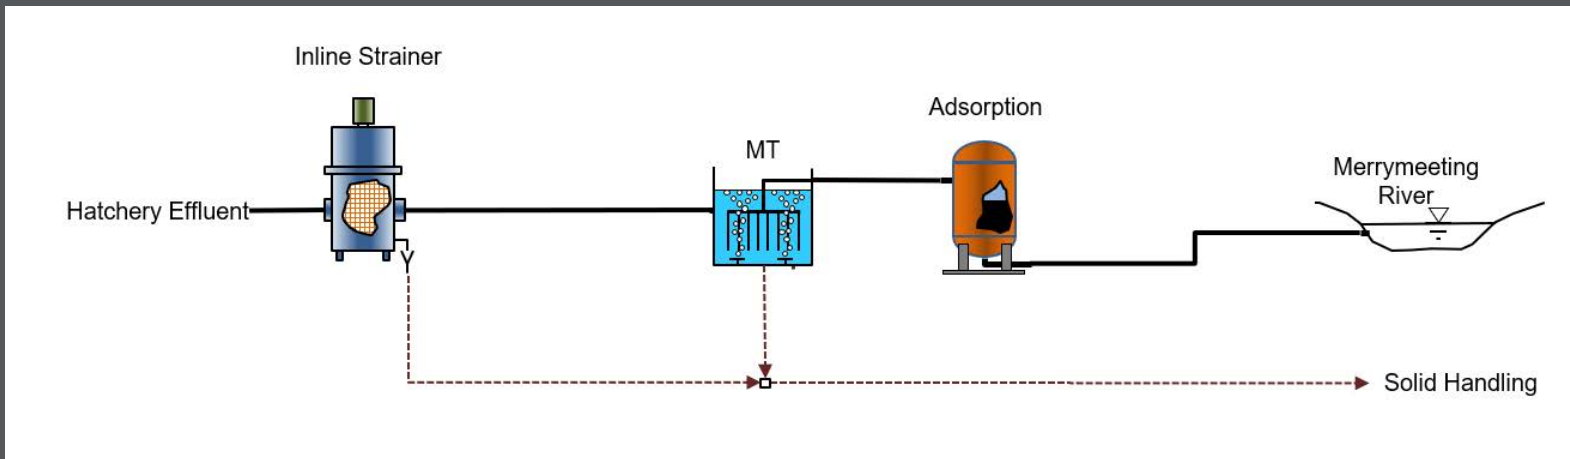 Inline Strainer
Adsorption
MT
Merrymeeting
River
Hatchery Effluent
Solid Handling